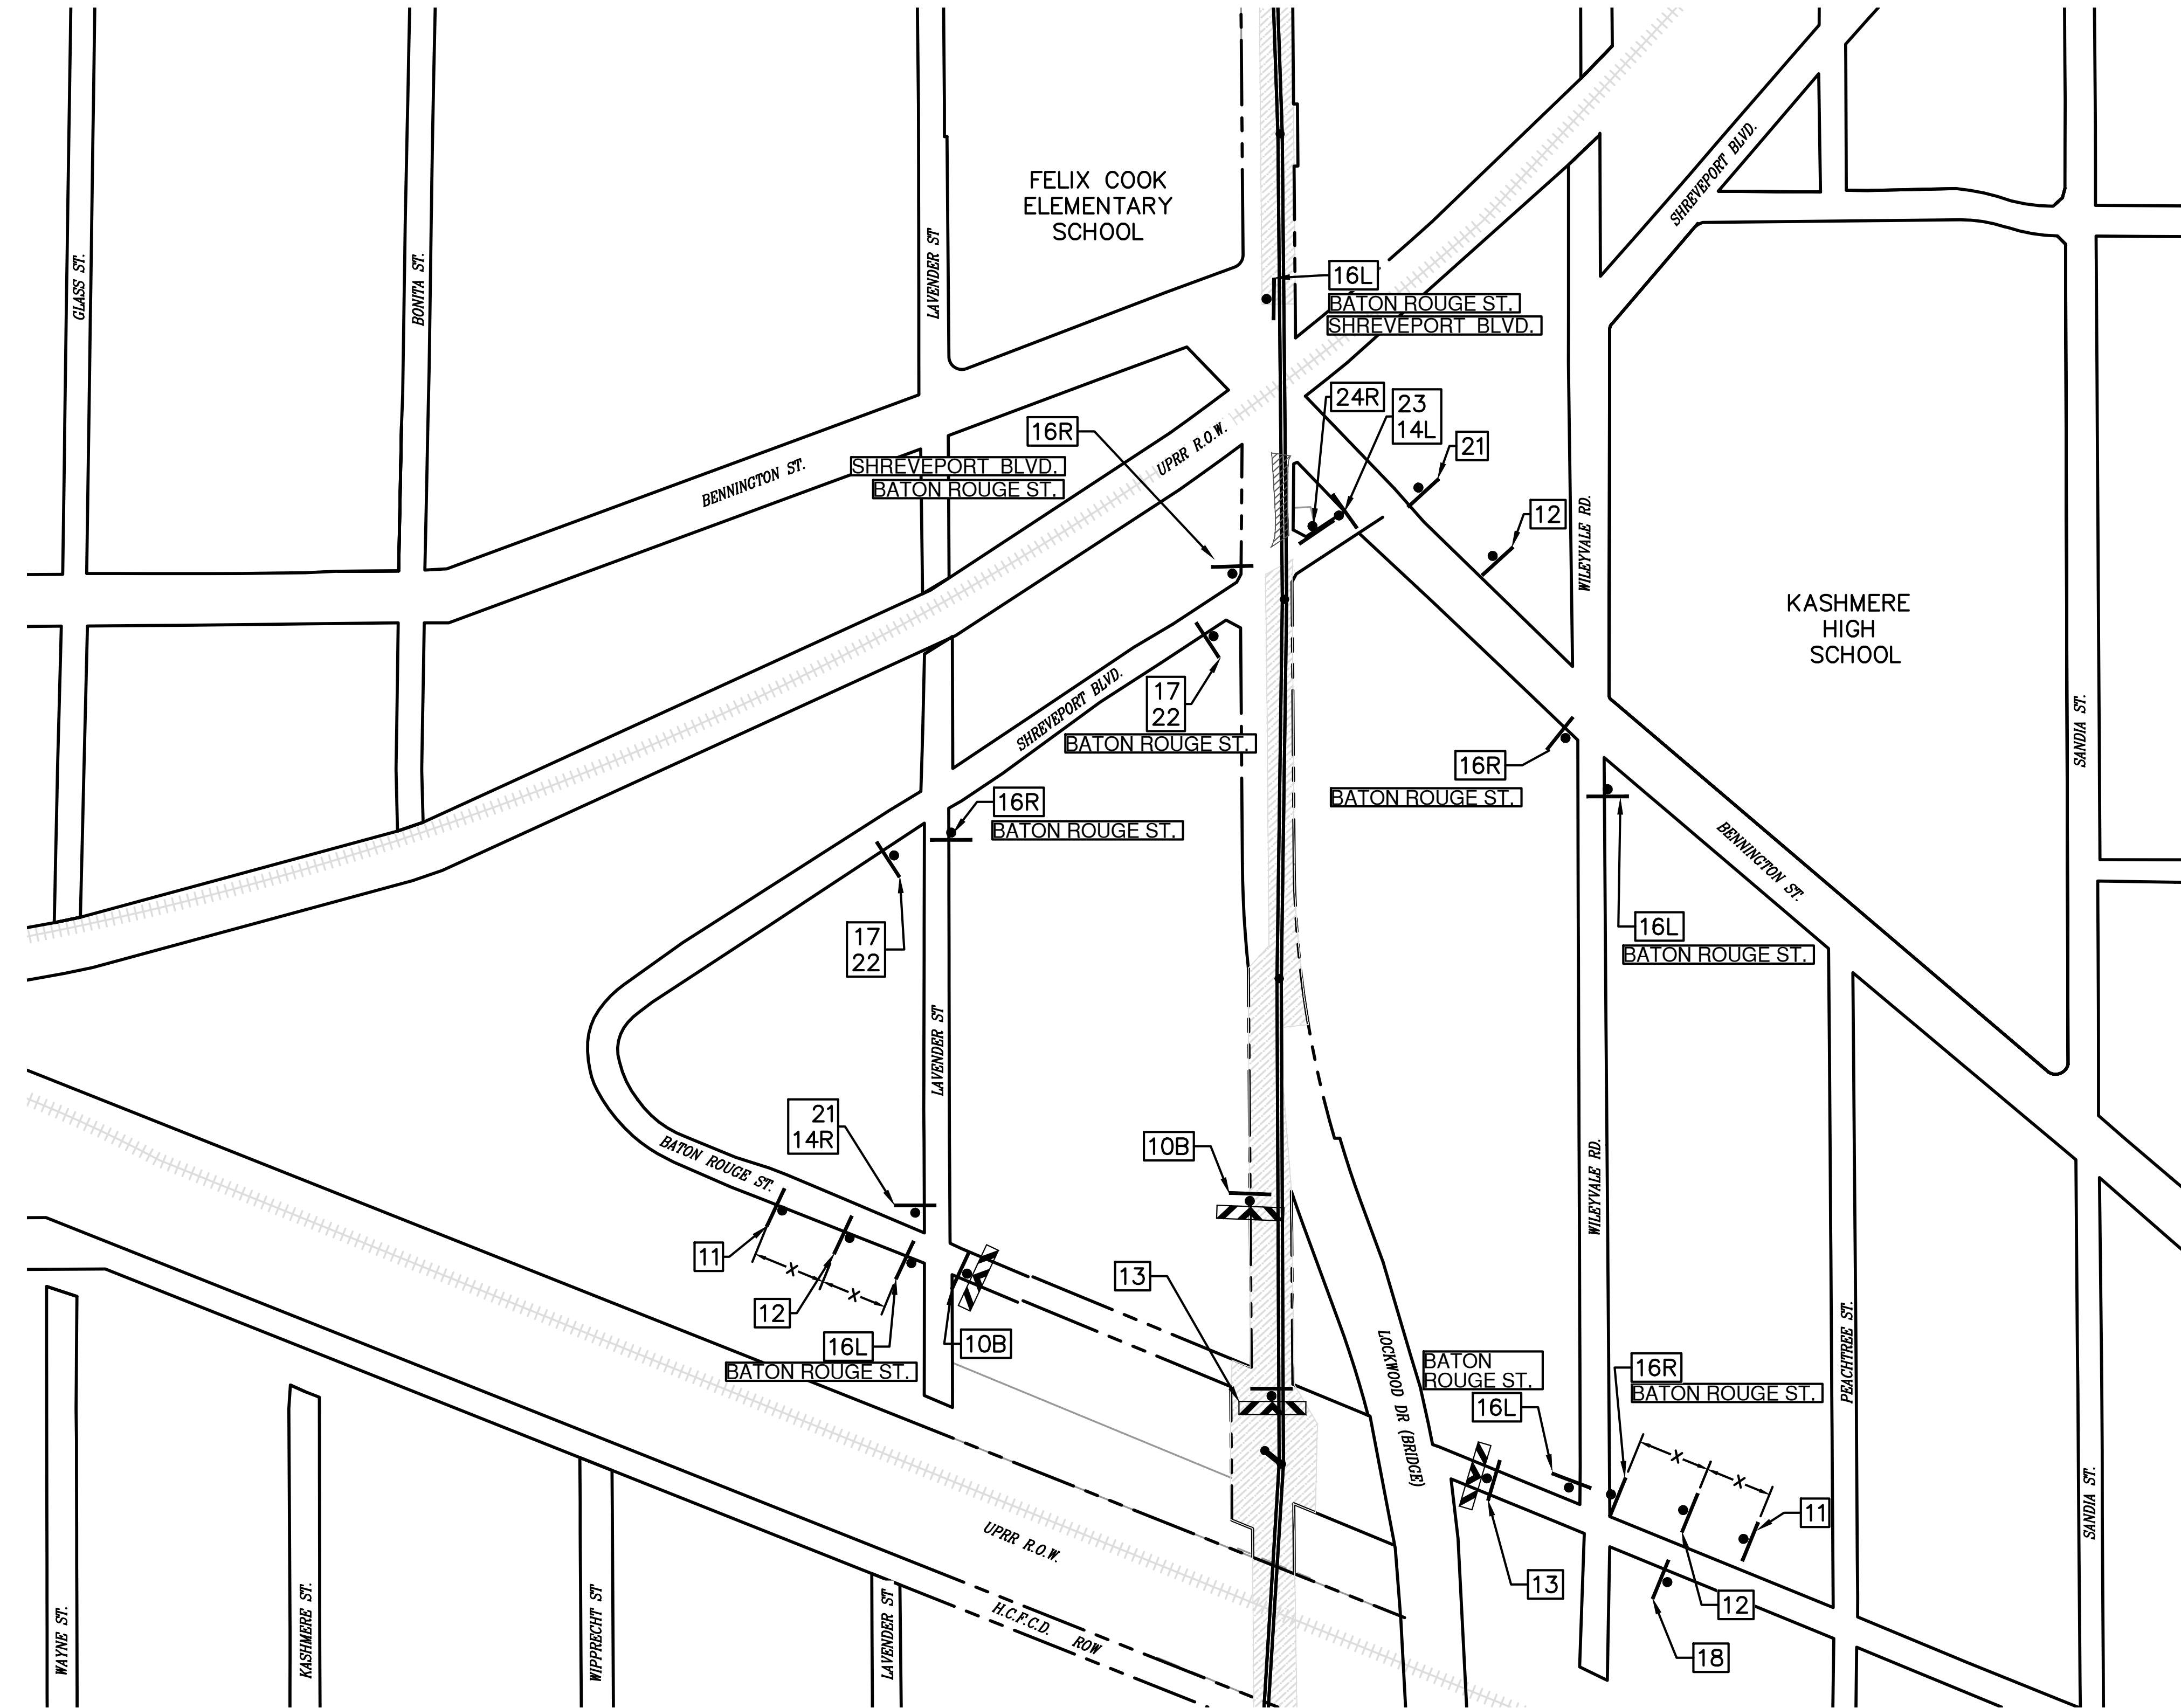 FELIX COOK
ELEMENTARY
SCHOOL
GLASS ST.
BONITA ST.
LAVENDER ST
SHREVEPORT BLVD.
16L
BATON ROUGE ST.
SHREVEPORT BLVD.
24R
23
14L
21
16R
SHREVEPORT BLVD.
BATON ROUGE ST.
BENNINGTON ST.
UPRR R.O.W.
12
WILEYVALE RD.
KASHMERE
HIGH
SCHOOL
SANDIA ST.
17
22
BATON ROUGE ST.
SHREVEPORT BLVD.
16R
BATON ROUGE ST.
16R
BATON ROUGE ST.
BENNINGTON ST.
16L
BATON ROUGE ST.
17
22
LAVENDER ST
21
14R
BATON ROUGE ST.
10B
WILEYVALE RD.
11
X
X
12
16L
BATON ROUGE ST.
10B
13
LOCKWOOD DR (BRIDGE)
BATON
ROUGE ST.
16L
16R
BATON ROUGE ST.
PEACHTREE ST.
X
X
11
13
12
18
SANDIA ST.
UPRR R.O.W.
H.C.F.C.D. ROW
WAYNE ST.
KASHMERE ST.
WIPPRECHT ST
LAVENDER ST